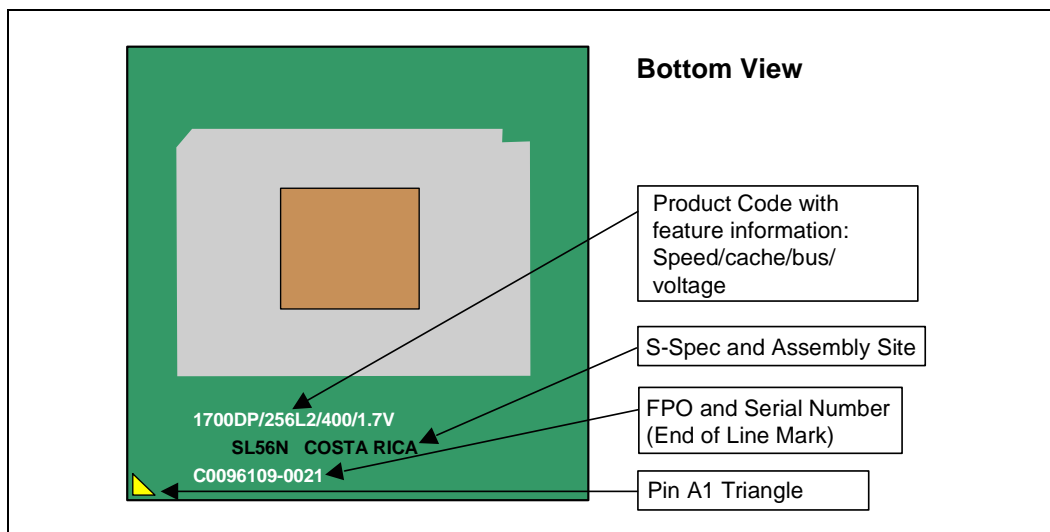 Bottom View
Product Code with
feature information:
Speed/cache/bus/
voltage
S-Spec and Assembly Site
FPO and Serial Number
(End of Line Mark)
Pin A1 Triangle
1700DP/256L2/400/1.7V
SL56N COSTA RICA
C0096109-0021